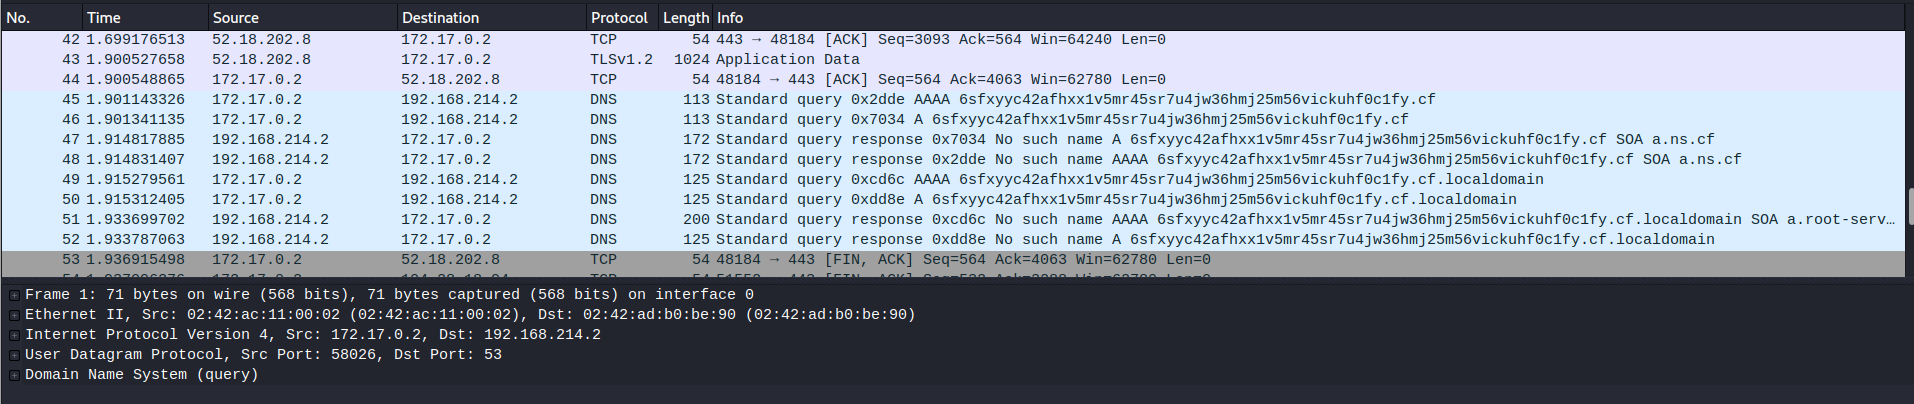 No. Time Source Destination Protocol Length Info
42 1.699176513 52.18.202.8 172.17.0.2 TCP 54 443 → 48184 [ACK] Seq=3093 Ack=564 Win=64240 Len=0
43 1.900527658 52.18.202.8 172.17.0.2 TLSv1.2 1024 Application Data
44 1.900548865 172.17.0.2 52.18.202.8 TCP 54 48184 → 443 [ACK] Seq=564 Ack=4063 Win=62780 Len=0
45 1.901143326 172.17.0.2 192.168.214.2 DNS 113 Standard query 0x2dde AAAA 6sfxyyc42afhxx1v5mr45sr7u4jw36hmj25m56vickuhf0c1fy.cf
46 1.901341135 172.17.0.2 192.168.214.2 DNS 113 Standard query 0x7034 A 6sfxyyc42afhxx1v5mr45sr7u4jw36hmj25m56vickuhf0c1fy.cf
47 1.914817885 192.168.214.2 172.17.0.2 DNS 172 Standard query response 0x7034 No such name A 6sfxyyc42afhxx1v5mr45sr7u4jw36hmj25m56vickuhf0c1fy.cf SOA a.ns.cf
48 1.914831407 192.168.214.2 172.17.0.2 DNS 172 Standard query response 0x2dde No such name AAAA 6sfxyyc42afhxx1v5mr45sr7u4jw36hmj25m56vickuhf0c1fy.cf SOA a.ns.cf
49 1.915279561 172.17.0.2 192.168.214.2 DNS 125 Standard query 0xcd6c AAAA 6sfxyyc42afhxx1v5mr45sr7u4jw36hmj25m56vickuhf0c1fy.cf.localdomain
50 1.915312405 172.17.0.2 192.168.214.2 DNS 125 Standard query 0xdd8e A 6sfxyyc42afhxx1v5mr45sr7u4jw36hmj25m56vickuhf0c1fy.cf.localdomain
51 1.933699702 192.168.214.2 172.17.0.2 DNS 200 Standard query response 0xcd6c No such name AAAA 6sfxyyc42afhxx1v5mr45sr7u4jw36hmj25m56vickuhf0c1fy.cf.localdomain SOA a.root-serv…
52 1.933787063 192.168.214.2 172.17.0.2 DNS 125 Standard query response 0xdd8e No such name A 6sfxyyc42afhxx1v5mr45sr7u4jw36hmj25m56vickuhf0c1fy.cf.localdomain
53 1.936915498 172.17.0.2 52.18.202.8 TCP 54 48184 → 443 [FIN, ACK] Seq=564 Ack=4063 Win=62780 Len=0
Frame 1: 71 bytes on wire (568 bits), 71 bytes captured (568 bits) on interface 0
Ethernet II, Src: 02:42:ac:11:00:02 (02:42:ac:11:00:02), Dst: 02:42:ad:b0:be:90 (02:42:ad:b0:be:90)
Internet Protocol Version 4, Src: 172.17.0.2, Dst: 192.168.214.2
User Datagram Protocol, Src Port: 58026, Dst Port: 53
Domain Name System (query)